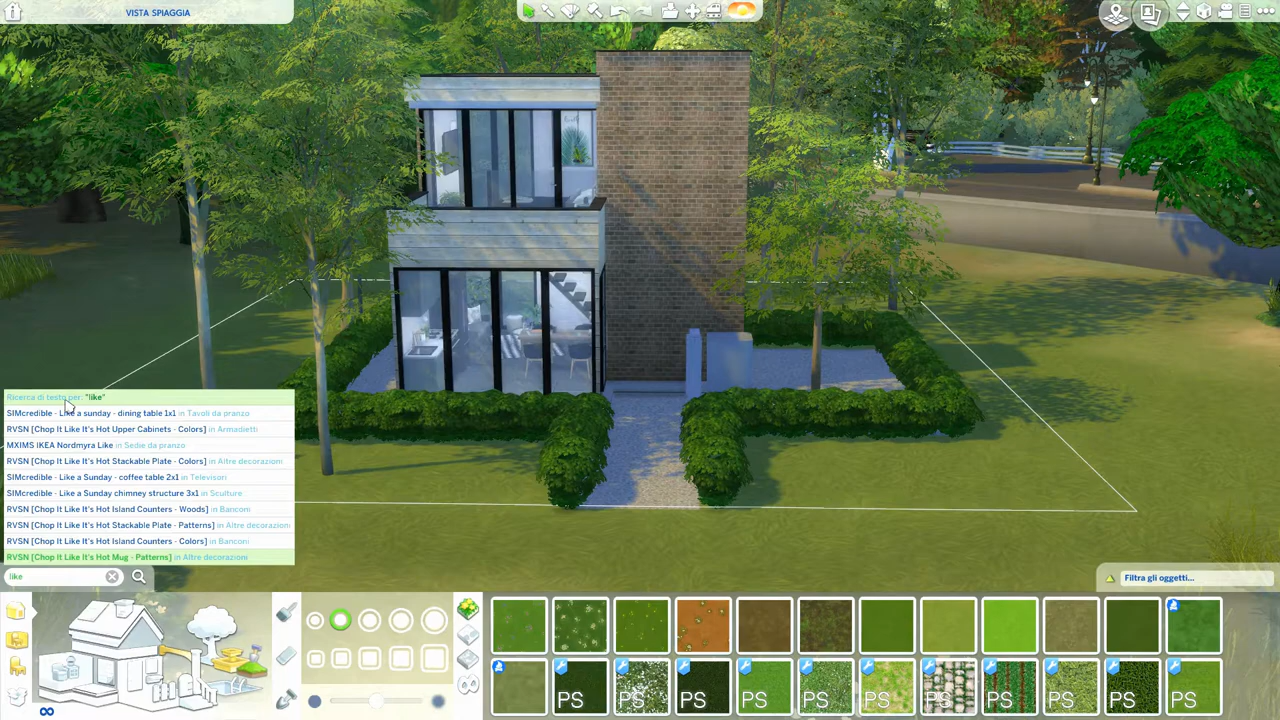 VISTA SPIAGGIA
Ricerca di testo per: "like"
SIMcredible - Like a sunday - dining table 1x1 in Tavoli da pranzo
RVSN [Chop It Like It's Hot Upper Cabinets - Colors] in Armadietti
MXIMS IKEA Nordmyra Like in Sedie da pranzo
RVSN [Chop It Like It's Hot Stackable Plate - Colors] in Altre decorazioni
SIMcredible - Like a Sunday - coffee table 2x1 in Televisori
SIMcredible - Like a Sunday chimney structure 3x1 in Sculture
RVSN [Chop It Like It's Hot Island Counters - Woods] in Banconi
RVSN [Chop It Like It's Hot Stackable Plate - Patterns] in Altre decorazioni
RVSN [Chop It Like It's Hot Island Counters - Colors] in Banconi
RVSN [Chop It Like It's Hot Mug - Patterns] in Altre decorazioni
like
Filtra gli oggetti...
PS PS PS PS PS PS PS PS PS PS PS